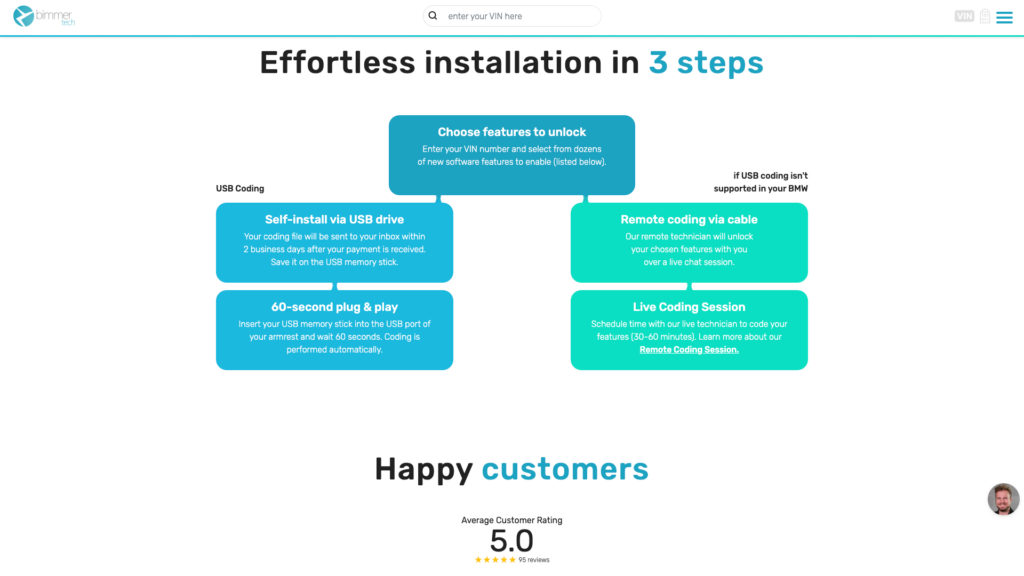 bimmer
tech
enter your VIN here
VIN
Effortless installation in 3 steps
Choose features to unlock
Enter your VIN number and select from dozens
of new software features to enable (listed below).
USB Coding
if USB coding isn't
supported in your BMW
Self-install via USB drive
Your coding file will be sent to your inbox within
2 business days after your payment is received.
Save it on the USB memory stick.
Remote coding via cable
Our remote technician will unlock
your chosen features with you
over a live chat session.
60-second plug & play
Insert your USB memory stick into the USB port of
your armrest and wait 60 seconds. Coding is
performed automatically.
Live Coding Session
Schedule time with our live technician to code your
features (30-60 minutes). Learn more about our
Remote Coding Session.
Happy customers
Average Customer Rating
5.0
95 reviews